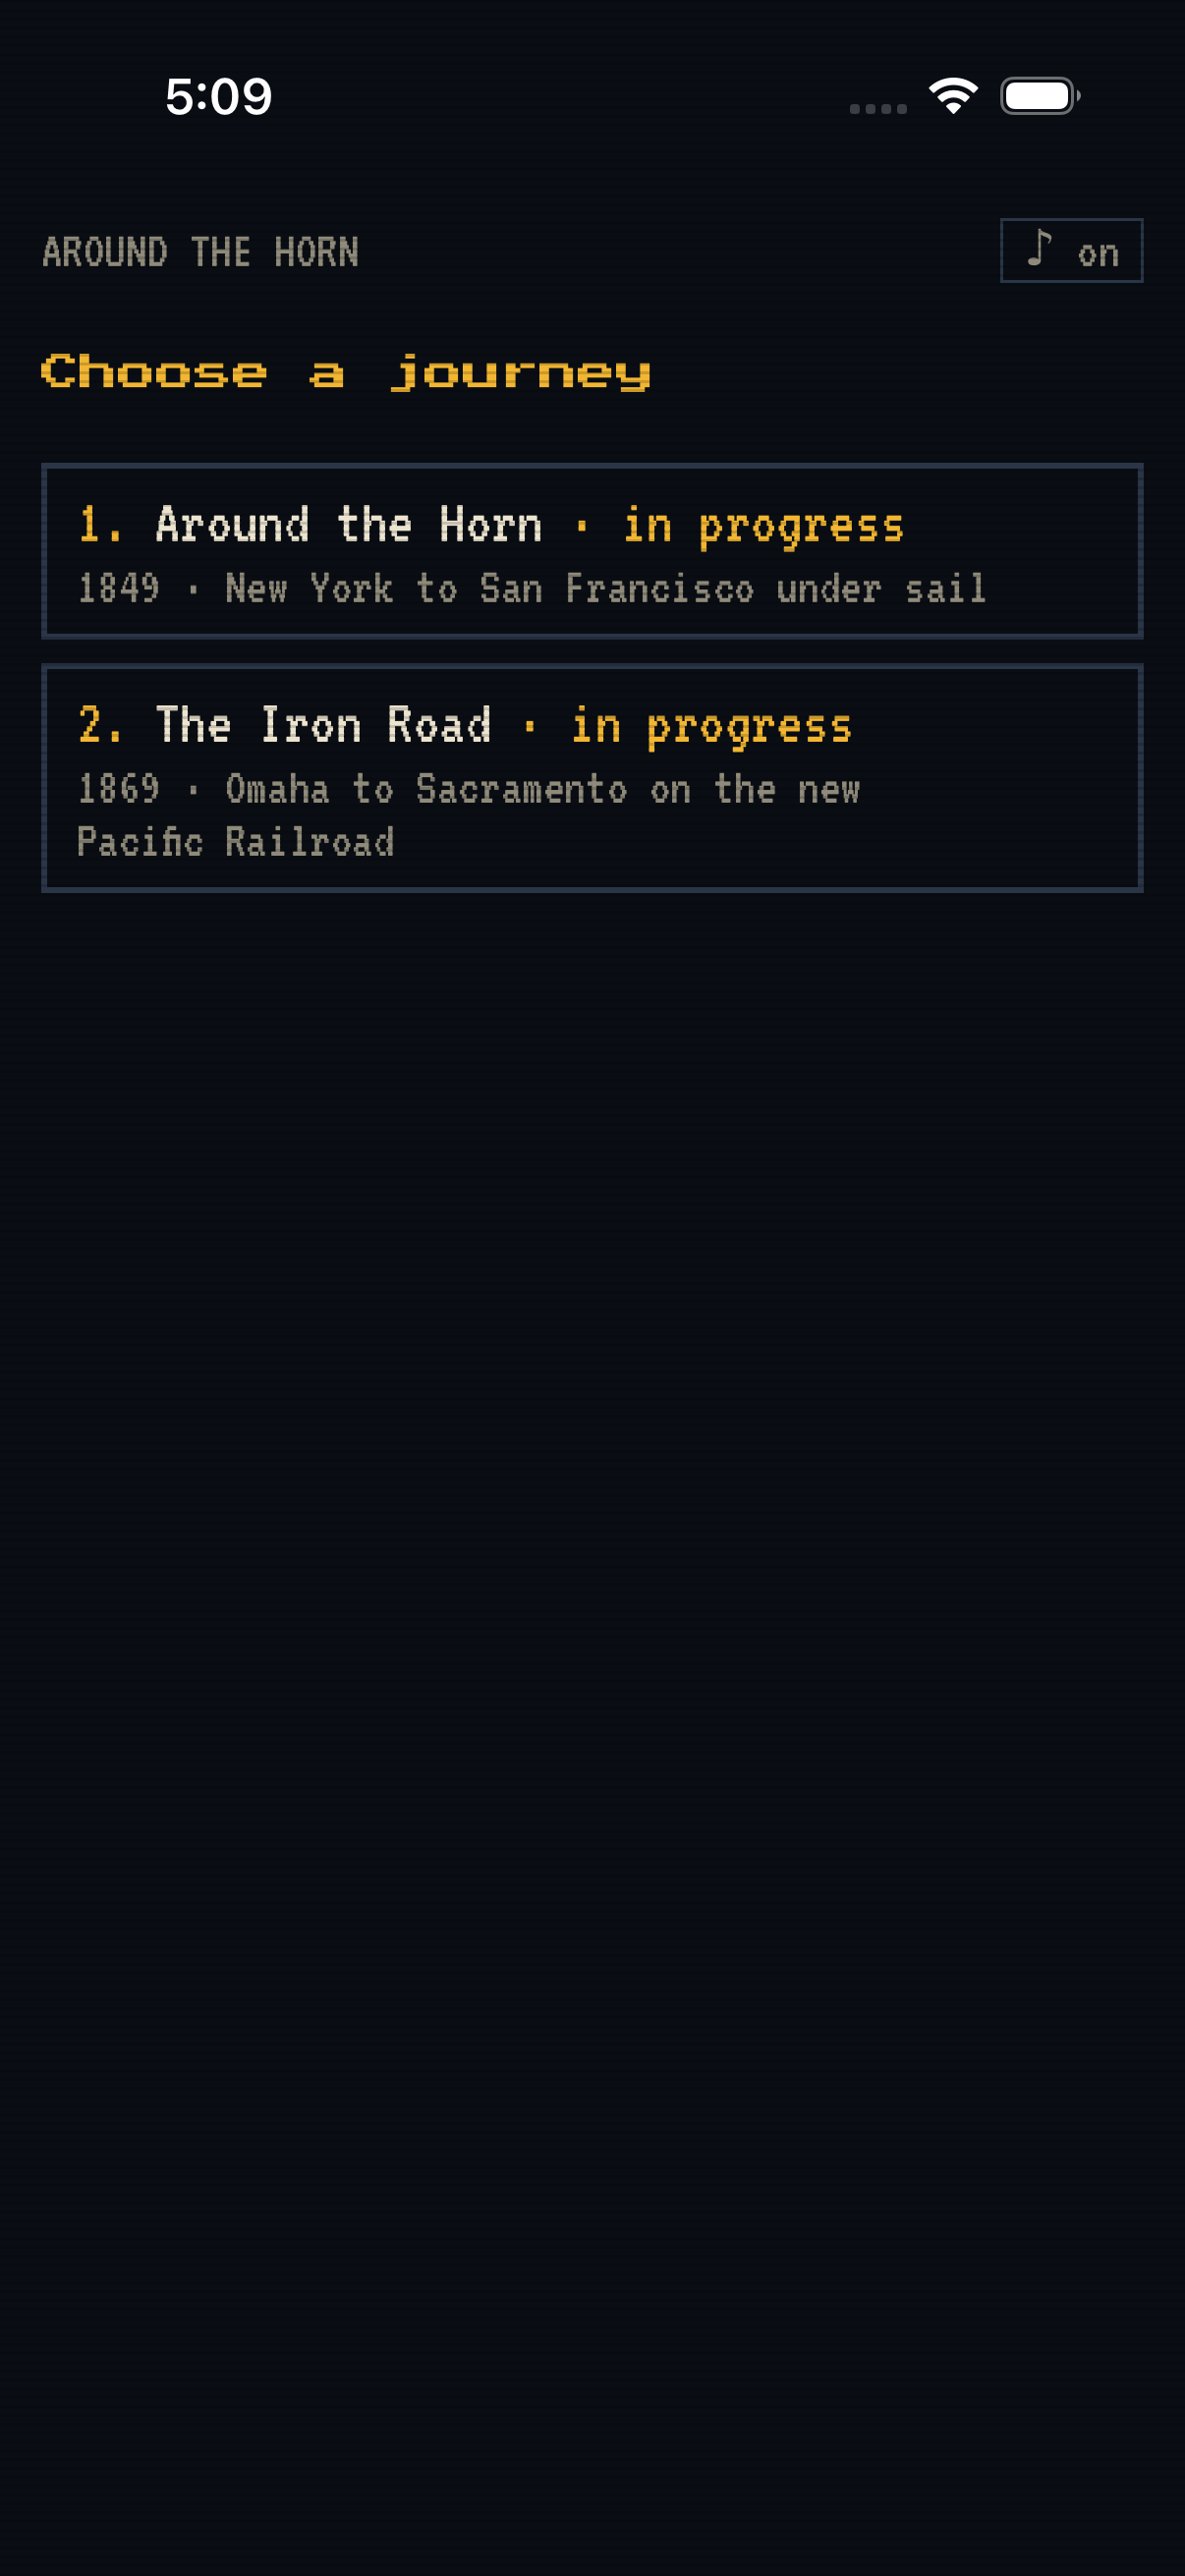 5:09
AROUND THE HORN
♪ on
Choose a journey
1. Around the Horn · in progress
1849 · New York to San Francisco under sail
2. The Iron Road · in progress
1869 · Omaha to Sacramento on the new
Pacific Railroad